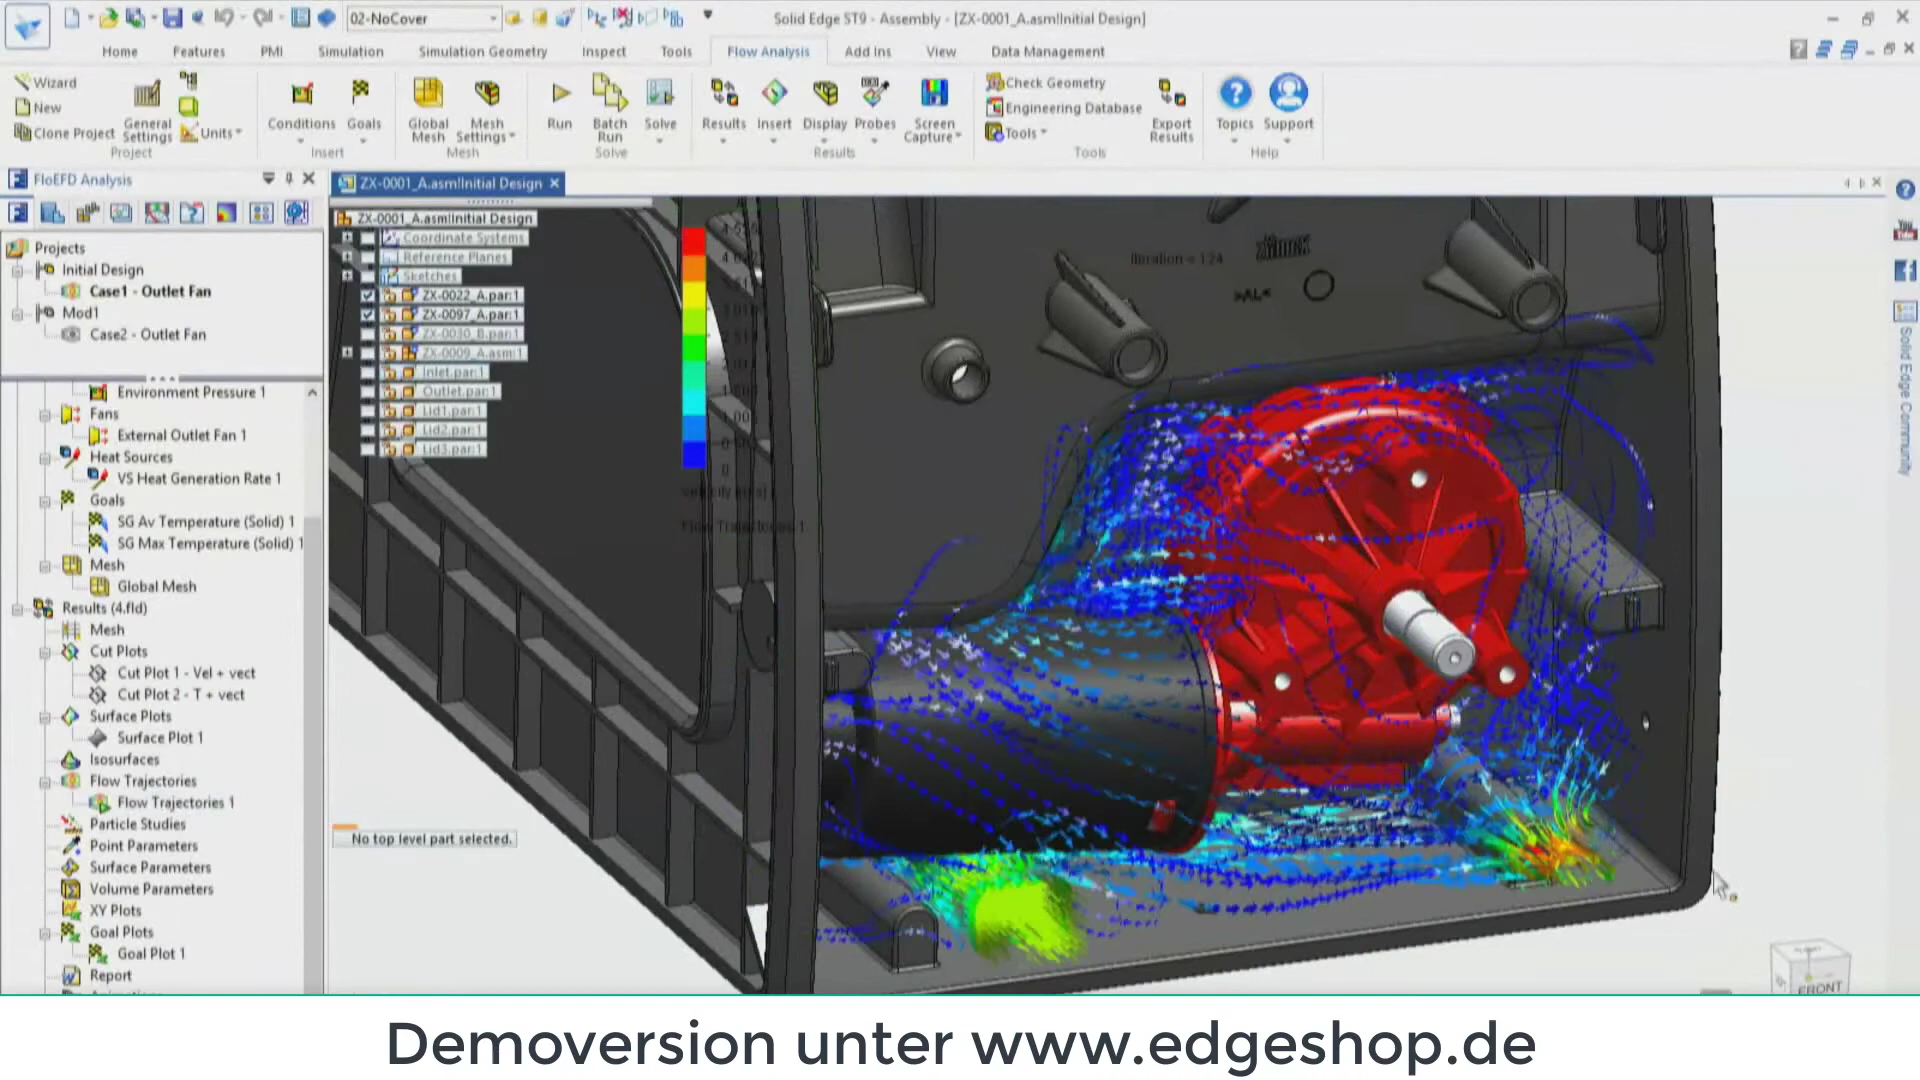 02-NoCover
Solid Edge ST9 - Assembly - [ZX-0001_A.asm!Initial Design]
Home Features PMI Simulation Simulation Geometry Inspect Tools Flow Analysis Add Ins View Data Management
Wizard
New
Clone Project
General Settings
Units
Project
Conditions
Goals
Insert
Global Mesh
Mesh Settings
Mesh
Run
Batch Run
Solve
Solve
Results
Insert
Display
Probes
Screen Capture
Results
Check Geometry
Engineering Database
Tools
Export Results
Tools
Topics
Support
Help
FloEFD Analysis
ZX-0001_A.asm!Initial Design
Projects
Initial Design
Case1 - Outlet Fan
Mod1
Case2 - Outlet Fan
Environment Pressure 1
Fans
External Outlet Fan 1
Heat Sources
VS Heat Generation Rate 1
Goals
SG Av Temperature (Solid) 1
SG Max Temperature (Solid) 1
Mesh
Global Mesh
Results (4.fld)
Mesh
Cut Plots
Cut Plot 1 - Vel + vect
Cut Plot 2 - T + vect
Surface Plots
Surface Plot 1
Isosurfaces
Flow Trajectories
Flow Trajectories 1
Particle Studies
Point Parameters
Surface Parameters
Volume Parameters
XY Plots
Goal Plots
Goal Plot 1
Report
ZX-0001_A.asm!Initial Design
Coordinate Systems
Reference Planes
Sketches
ZX-0022_A.par:1
ZX-0097_A.par:1
ZX-0030_B.par:1
ZX-0009_A.asm:1
Inlet.par:1
Outlet.par:1
Lid1.par:1
Lid2.par:1
Lid3.par:1
Iteration = 124
Flow Trajectories 1
No top level part selected.
FRONT
Solid Edge Community
Demoversion unter www.edgeshop.de